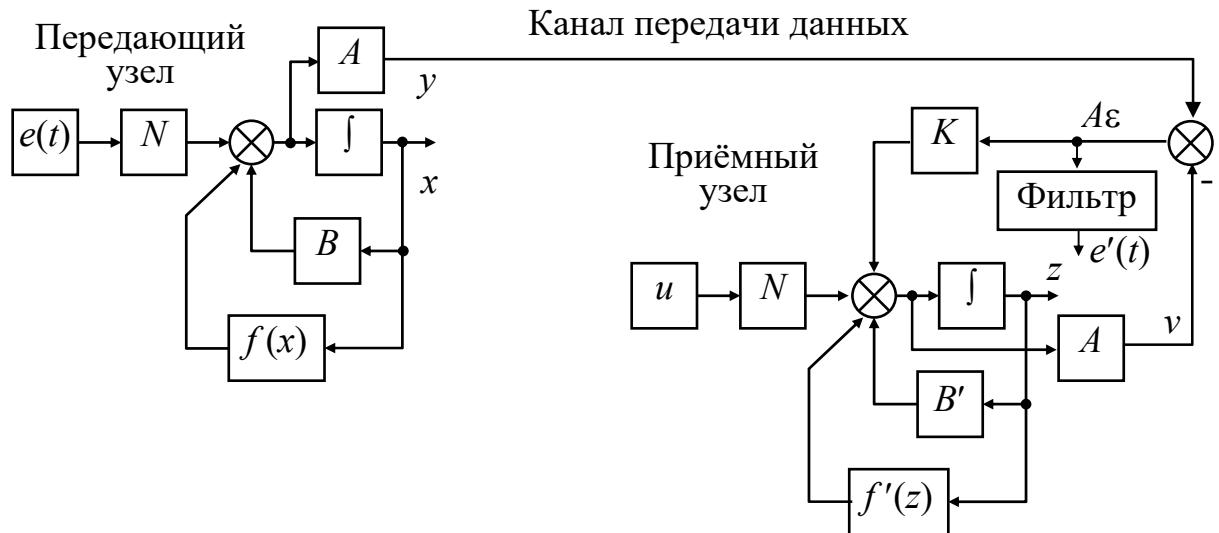 Канал передачи данных
Передающий
узел
e(t)
N
A
y
∫
x
B
f(x)
Приёмный
узел
K
Aε
-
Фильтр
e′(t)
u
N
∫
z
A
v
B′
f′(z)